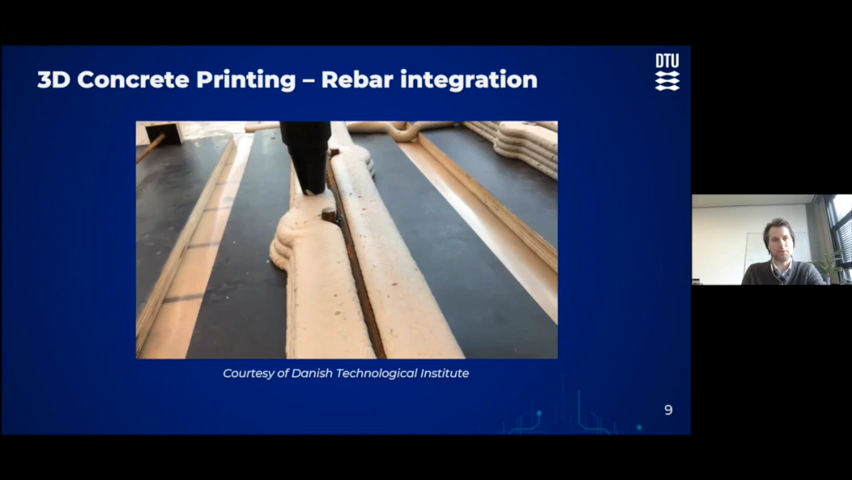 3D Concrete Printing – Rebar integration
DTU
Courtesy of Danish Technological Institute
9